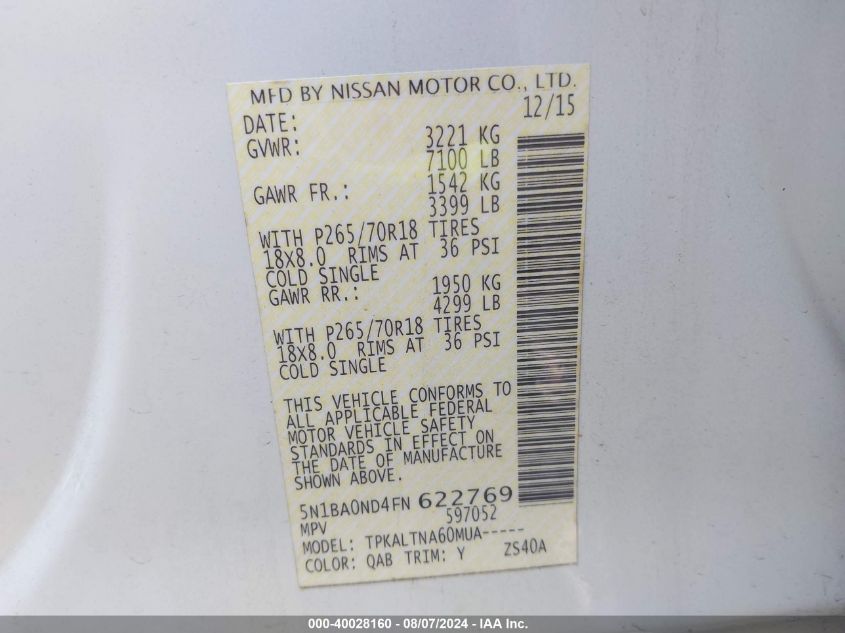 MFD BY NISSAN MOTOR CO., LTD.
DATE: 12/15
GVWR: 3221 KG
7100 LB
GAWR FR.: 1542 KG
3399 LB
WITH P265/70R18 TIRES
18X8.0 RIMS AT 36 PSI
COLD SINGLE
GAWR RR.: 1950 KG
4299 LB
WITH P265/70R18 TIRES
18X8.0 RIMS AT 36 PSI
COLD SINGLE
THIS VEHICLE CONFORMS TO
ALL APPLICABLE FEDERAL
MOTOR VEHICLE SAFETY
STANDARDS IN EFFECT ON
THE DATE OF MANUFACTURE
SHOWN ABOVE.
5N1BA0ND4FN 622769
MPV 597052
MODEL: TPKALTNA60MUA-----
COLOR: QAB TRIM: Y ZS40A
000-40028160 - 08/07/2024 - IAA Inc.